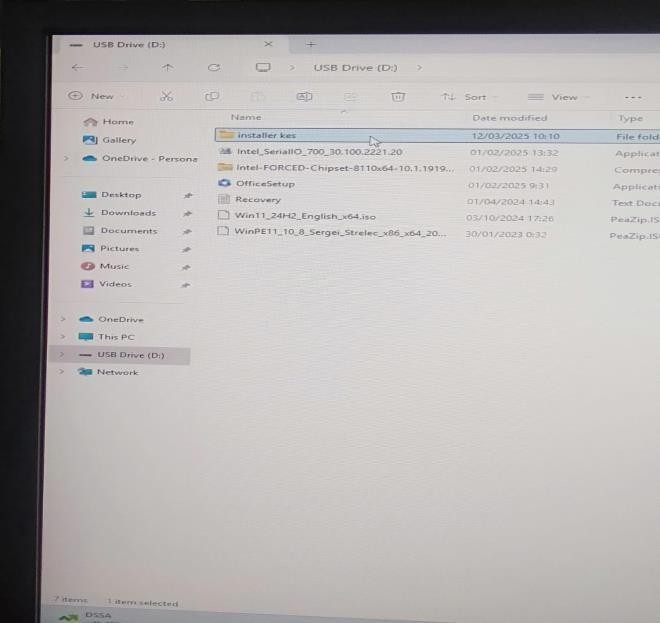 USB Drive (D:)
USB Drive (D:)
New
Sort
View
Name
Date modified
Type
Home
Gallery
OneDrive - Persona
Desktop
Downloads
Documents
Pictures
Music
Videos
OneDrive
This PC
USB Drive (D:)
Network
installer kes 12/03/2025 10:10 File fold
Intel_SerialIO_700_30.100.2221.20 01/02/2025 13:32 Applicat
Intel-FORCED-Chipset-8110x64-10.1.1919... 01/02/2025 14:29 Compres
OfficeSetup 01/02/2025 9:31 Applicati
Recovery 01/04/2024 14:43 Text Doc
Win11_24H2_English_x64.iso 03/10/2024 17:26 PeaZip.IS
WinPE11_10_8_Sergei_Strelec_x86_x64_20... 30/01/2023 0:32 PeaZip.IS
7 items 1 item selected
DSSA